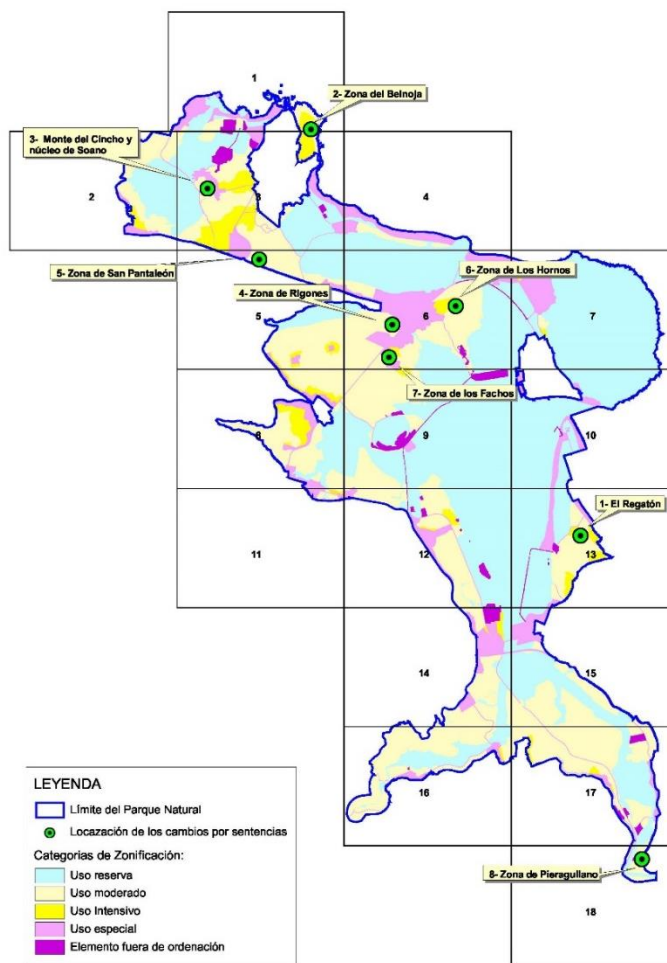 1
2- Zona del Belnoja
3- Monte del Cincho y
núcleo de Soano
2
3
4
5- Zona de San Pantaleón
6- Zona de Los Hornos
4- Zona de Rigones
5
6
7
7- Zona de los Fachos
8
9
10
1- El Regatón
11
12
13
14
15
16
17
8- Zona de Pieragullano
18
LEYENDA
Límite del Parque Natural
Locazación de los cambios por sentencias
Categorias de Zonificación:
Uso reserva
Uso moderado
Uso Intensivo
Uso especial
Elemento fuera de ordenación